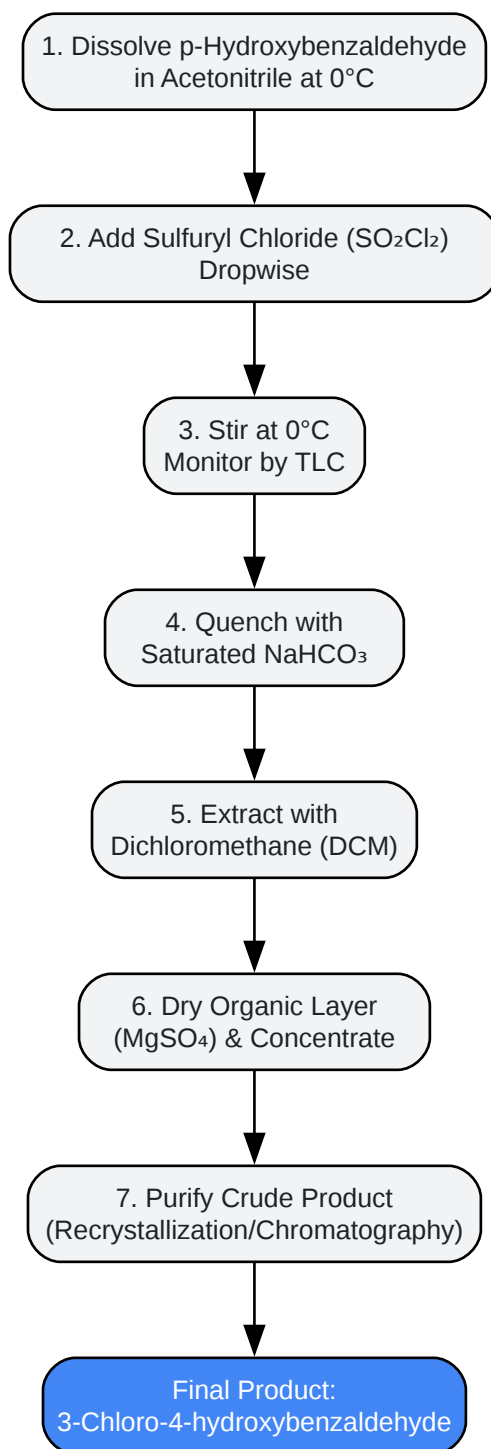 1. Dissolve p-Hydroxybenzaldehyde
in Acetonitrile at 0°C
2. Add Sulfuryl Chloride (SO₂Cl₂)
Dropwise
3. Stir at 0°C
Monitor by TLC
4. Quench with
Saturated NaHCO₃
5. Extract with
Dichloromethane (DCM)
6. Dry Organic Layer
(MgSO₄) & Concentrate
7. Purify Crude Product
(Recrystallization/Chromatography)
Final Product:
3-Chloro-4-hydroxybenzaldehyde